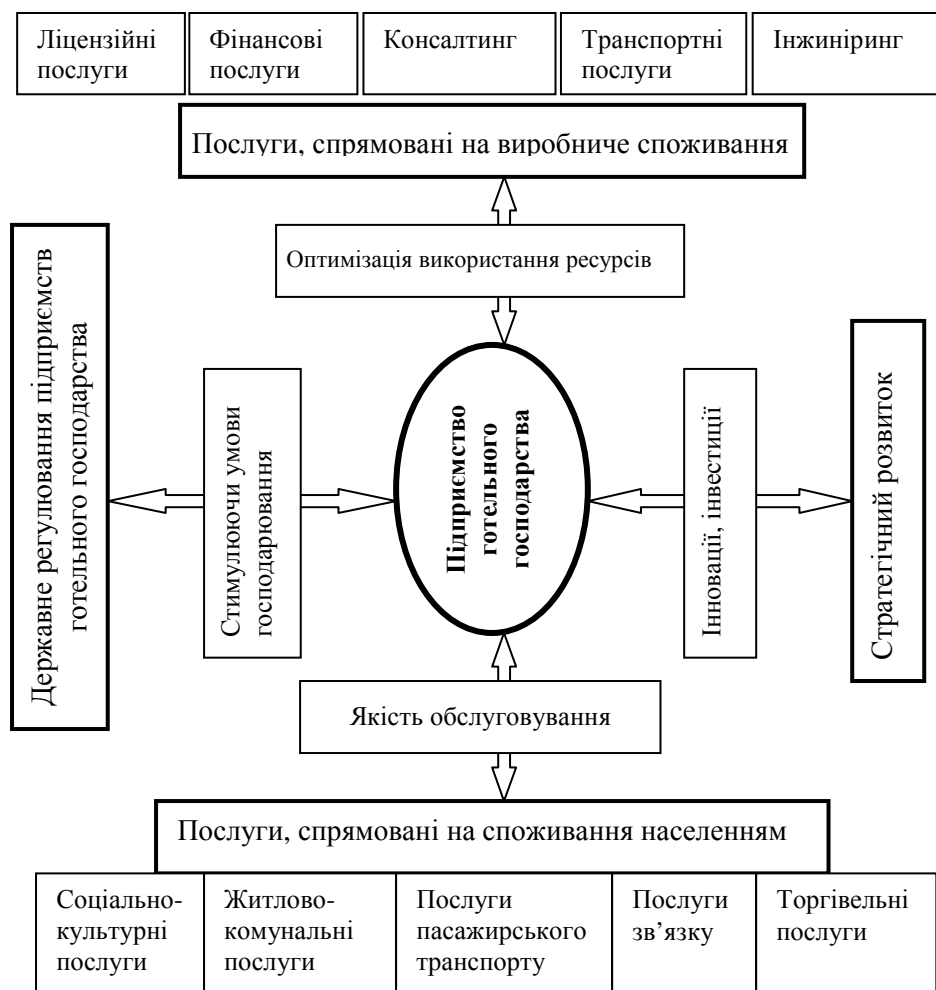 Ліцензійні
послуги
Фінансові
послуги
Консалтинг
Транспортні
послуги
Інжиніринг
Послуги, спрямовані на виробниче споживання
Оптимізація використання ресурсів
Державне регулювання підприємств
готельного господарства
Стимулюючи умови
господарювання
Підприємство
готельного
господарства
Інновації, інвестиції
Стратегічний розвиток
Якість обслуговування
Послуги, спрямовані на споживання населенням
Соціально-
культурні
послуги
Житлово-
комунальні
послуги
Послуги
пасажирського
транспорту
Послуги
зв’язку
Торгівельні
послуги